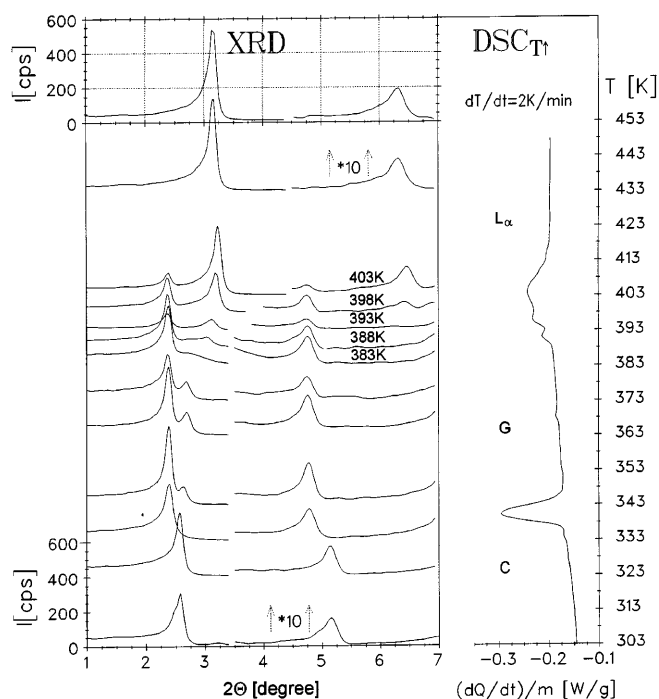 XRD
DSC_T↑
600
400
200
0
I [cps]
dT/dt=2K/min
T [K]
453
443
433
423
413
403
393
383
373
363
353
343
333
323
313
303
*10
Lα
403K
398K
393K
388K
383K
G
C
600
400
200
0
I [cps]
*10
1 2 3 4 5 6 7
2Θ [degree]
−0.3 −0.2 −0.1
(dQ/dt)/m [W/g]